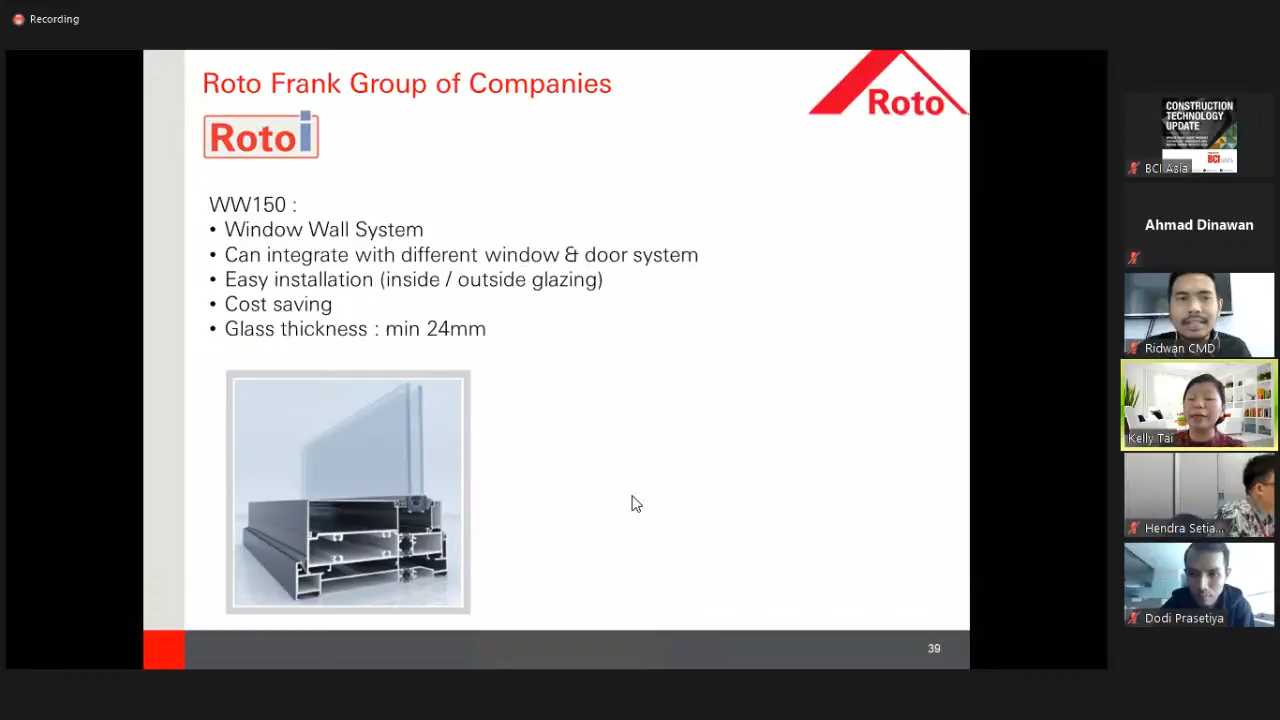 Recording
Roto Frank Group of Companies
Roto
Roto i
WW150 :
• Window Wall System
• Can integrate with different window & door system
• Easy installation (inside / outside glazing)
• Cost saving
• Glass thickness : min 24mm
39
CONSTRUCTION
TECHNOLOGY
UPDATE
BCI ASIA
BCI Asia
Ahmad Dinawan
Ridwan CMD
Kelly Tai
Hendra Setia...
Dodi Prasetiya